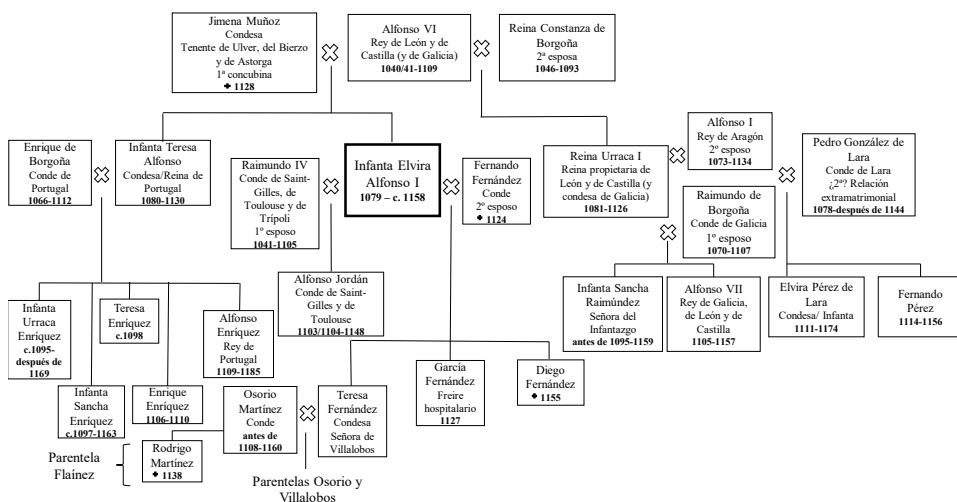 Jimena Muñoz
Condesa
Tenente de Ulver, del Bierzo
y de Astorga
1ª concubina
✦ 1128
Alfonso VI
Rey de León y de
Castilla (y de Galicia)
1040/41-1109
Reina Constanza de
Borgoña
2ª esposa
1046-1093
Enrique de
Borgoña
Conde de
Portugal
1066-1112
Infanta Teresa
Alfonso
Condesa/Reina de
Portugal
1080-1130
Raimundo IV
Conde de Saint-
Gilles, de
Toulouse y de
Trípoli
1º esposo
1041-1105
Infanta Elvira
Alfonso I
1079 – c. 1158
Fernando
Fernández
Conde
2º esposo
✦ 1124
Reina Urraca I
Reina propietaria de
León y de Castilla (y
condesa de Galicia)
1081-1126
Alfonso I
Rey de Aragón
2º esposo
1073-1134
Raimundo de
Borgoña
Conde de Galicia
1º esposo
1070-1107
Pedro González de
Lara
Conde de Lara
¿2ª? Relación
extramatrimonial
1078-después de 1144
Infanta
Urraca
Enríquez
c.1095-
después de
1169
Teresa
Enríquez
c.1098
Alfonso
Enríquez
Rey de
Portugal
1109-1185
Alfonso Jordán
Conde de Saint-
Gilles y de
Toulouse
1103/1104-1148
Infanta Sancha
Raimúndez
Señora del
Infantazgo
antes de 1095-1159
Alfonso VII
Rey de Galicia,
de León y de
Castilla
1105-1157
Elvira Pérez de
Lara
Condesa/ Infanta
1111-1174
Fernando
Pérez
1114-1156
Infanta
Sancha
Enríquez
c.1097-1163
Enrique
Enríquez
1106-1110
Osorio
Martínez
Conde
antes de
1108-1160
Teresa
Fernández
Condesa
Señora de
Villalobos
García
Fernández
Freire
hospitalario
1127
Diego
Fernández
✦ 1155
Parentela
Flaínez
Rodrigo
Martínez
✦ 1138
Parentelas Osorio y
Villalobos